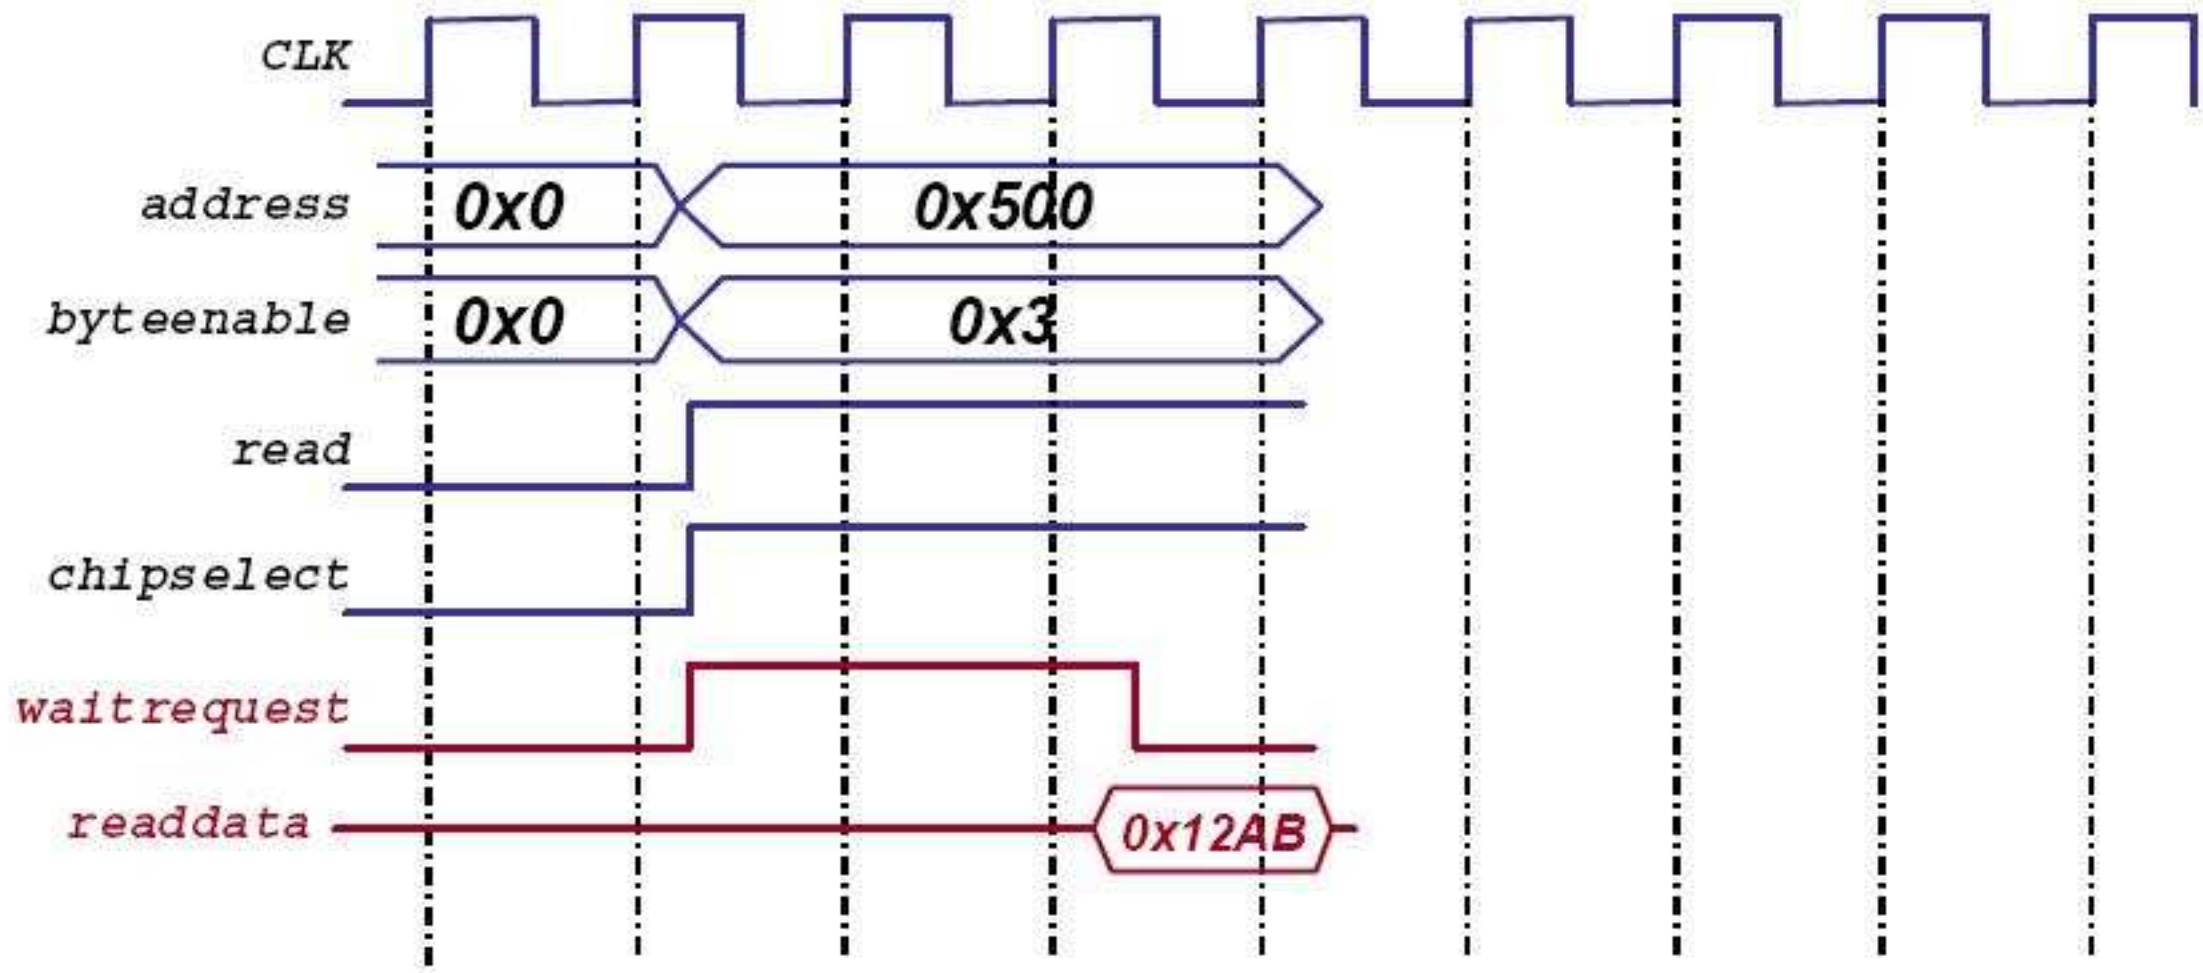 CLK
address 0x0 0x500
byteenable 0x0 0x3
read
chipselect
waitrequest
readdata 0x12AB